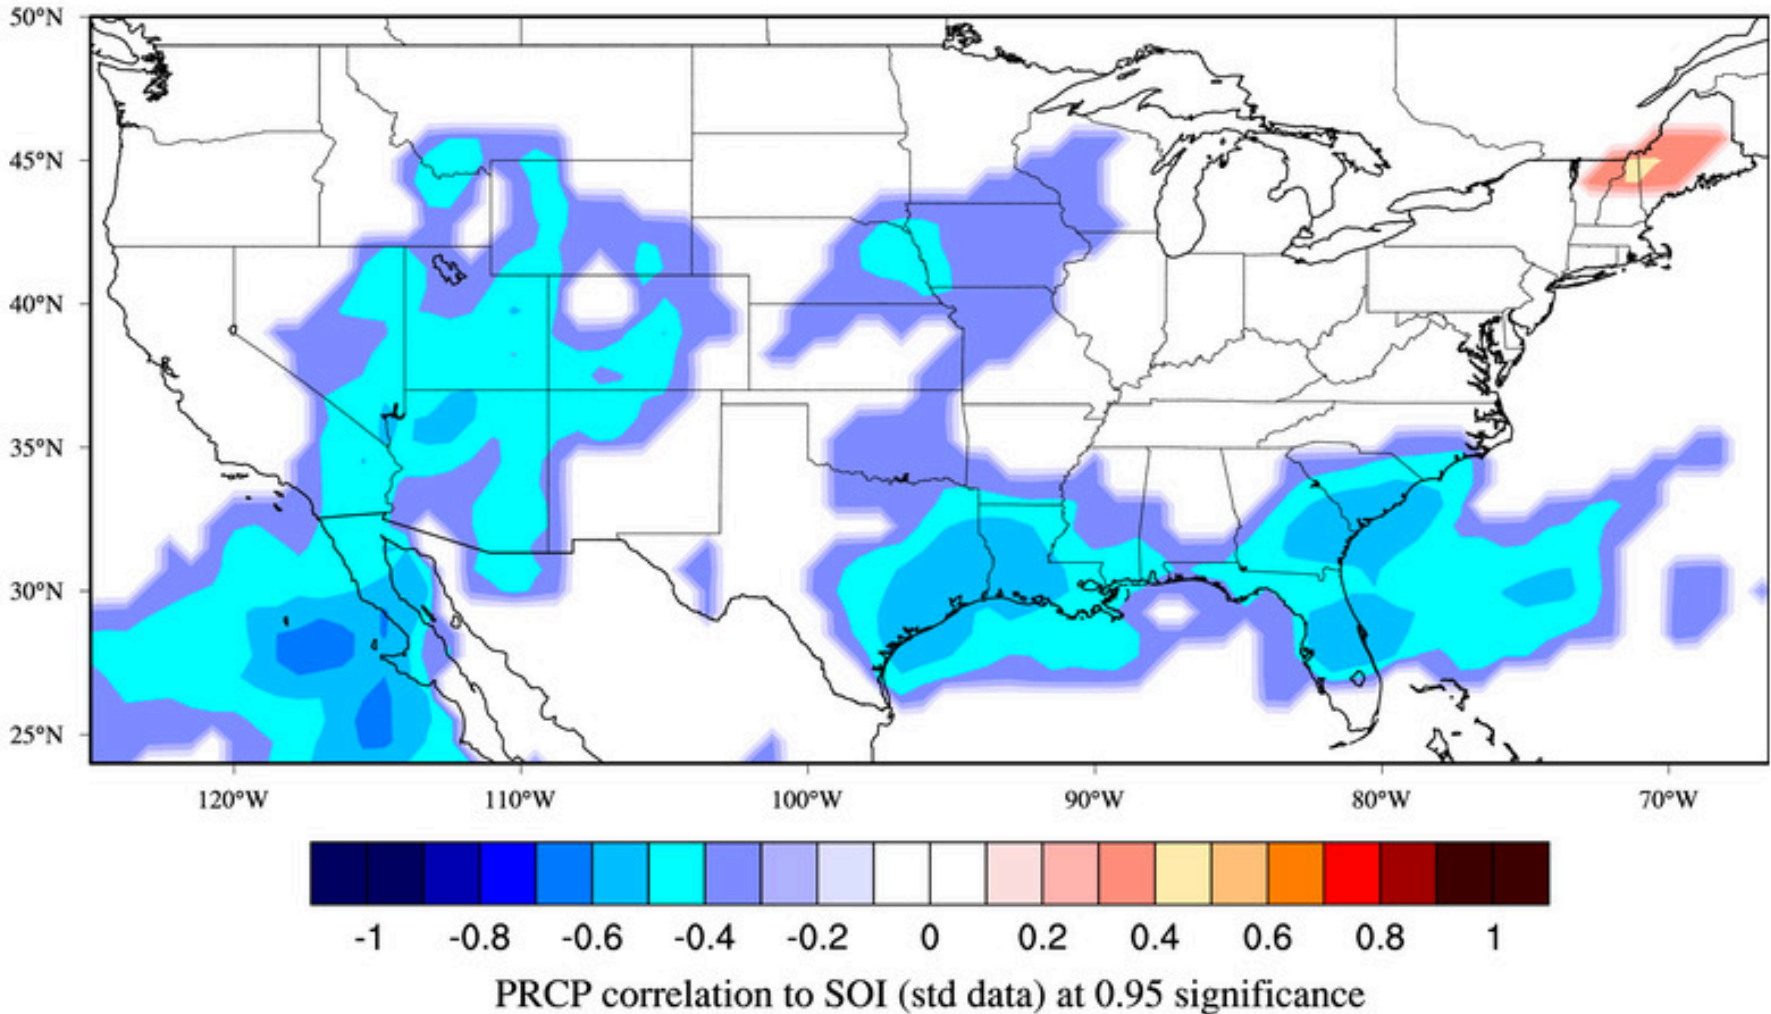 50°N
45°N
40°N
35°N
30°N
25°N
120°W 110°W 100°W 90°W 80°W 70°W
-1 -0.8 -0.6 -0.4 -0.2 0 0.2 0.4 0.6 0.8 1
PRCP correlation to SOI (std data) at 0.95 significance